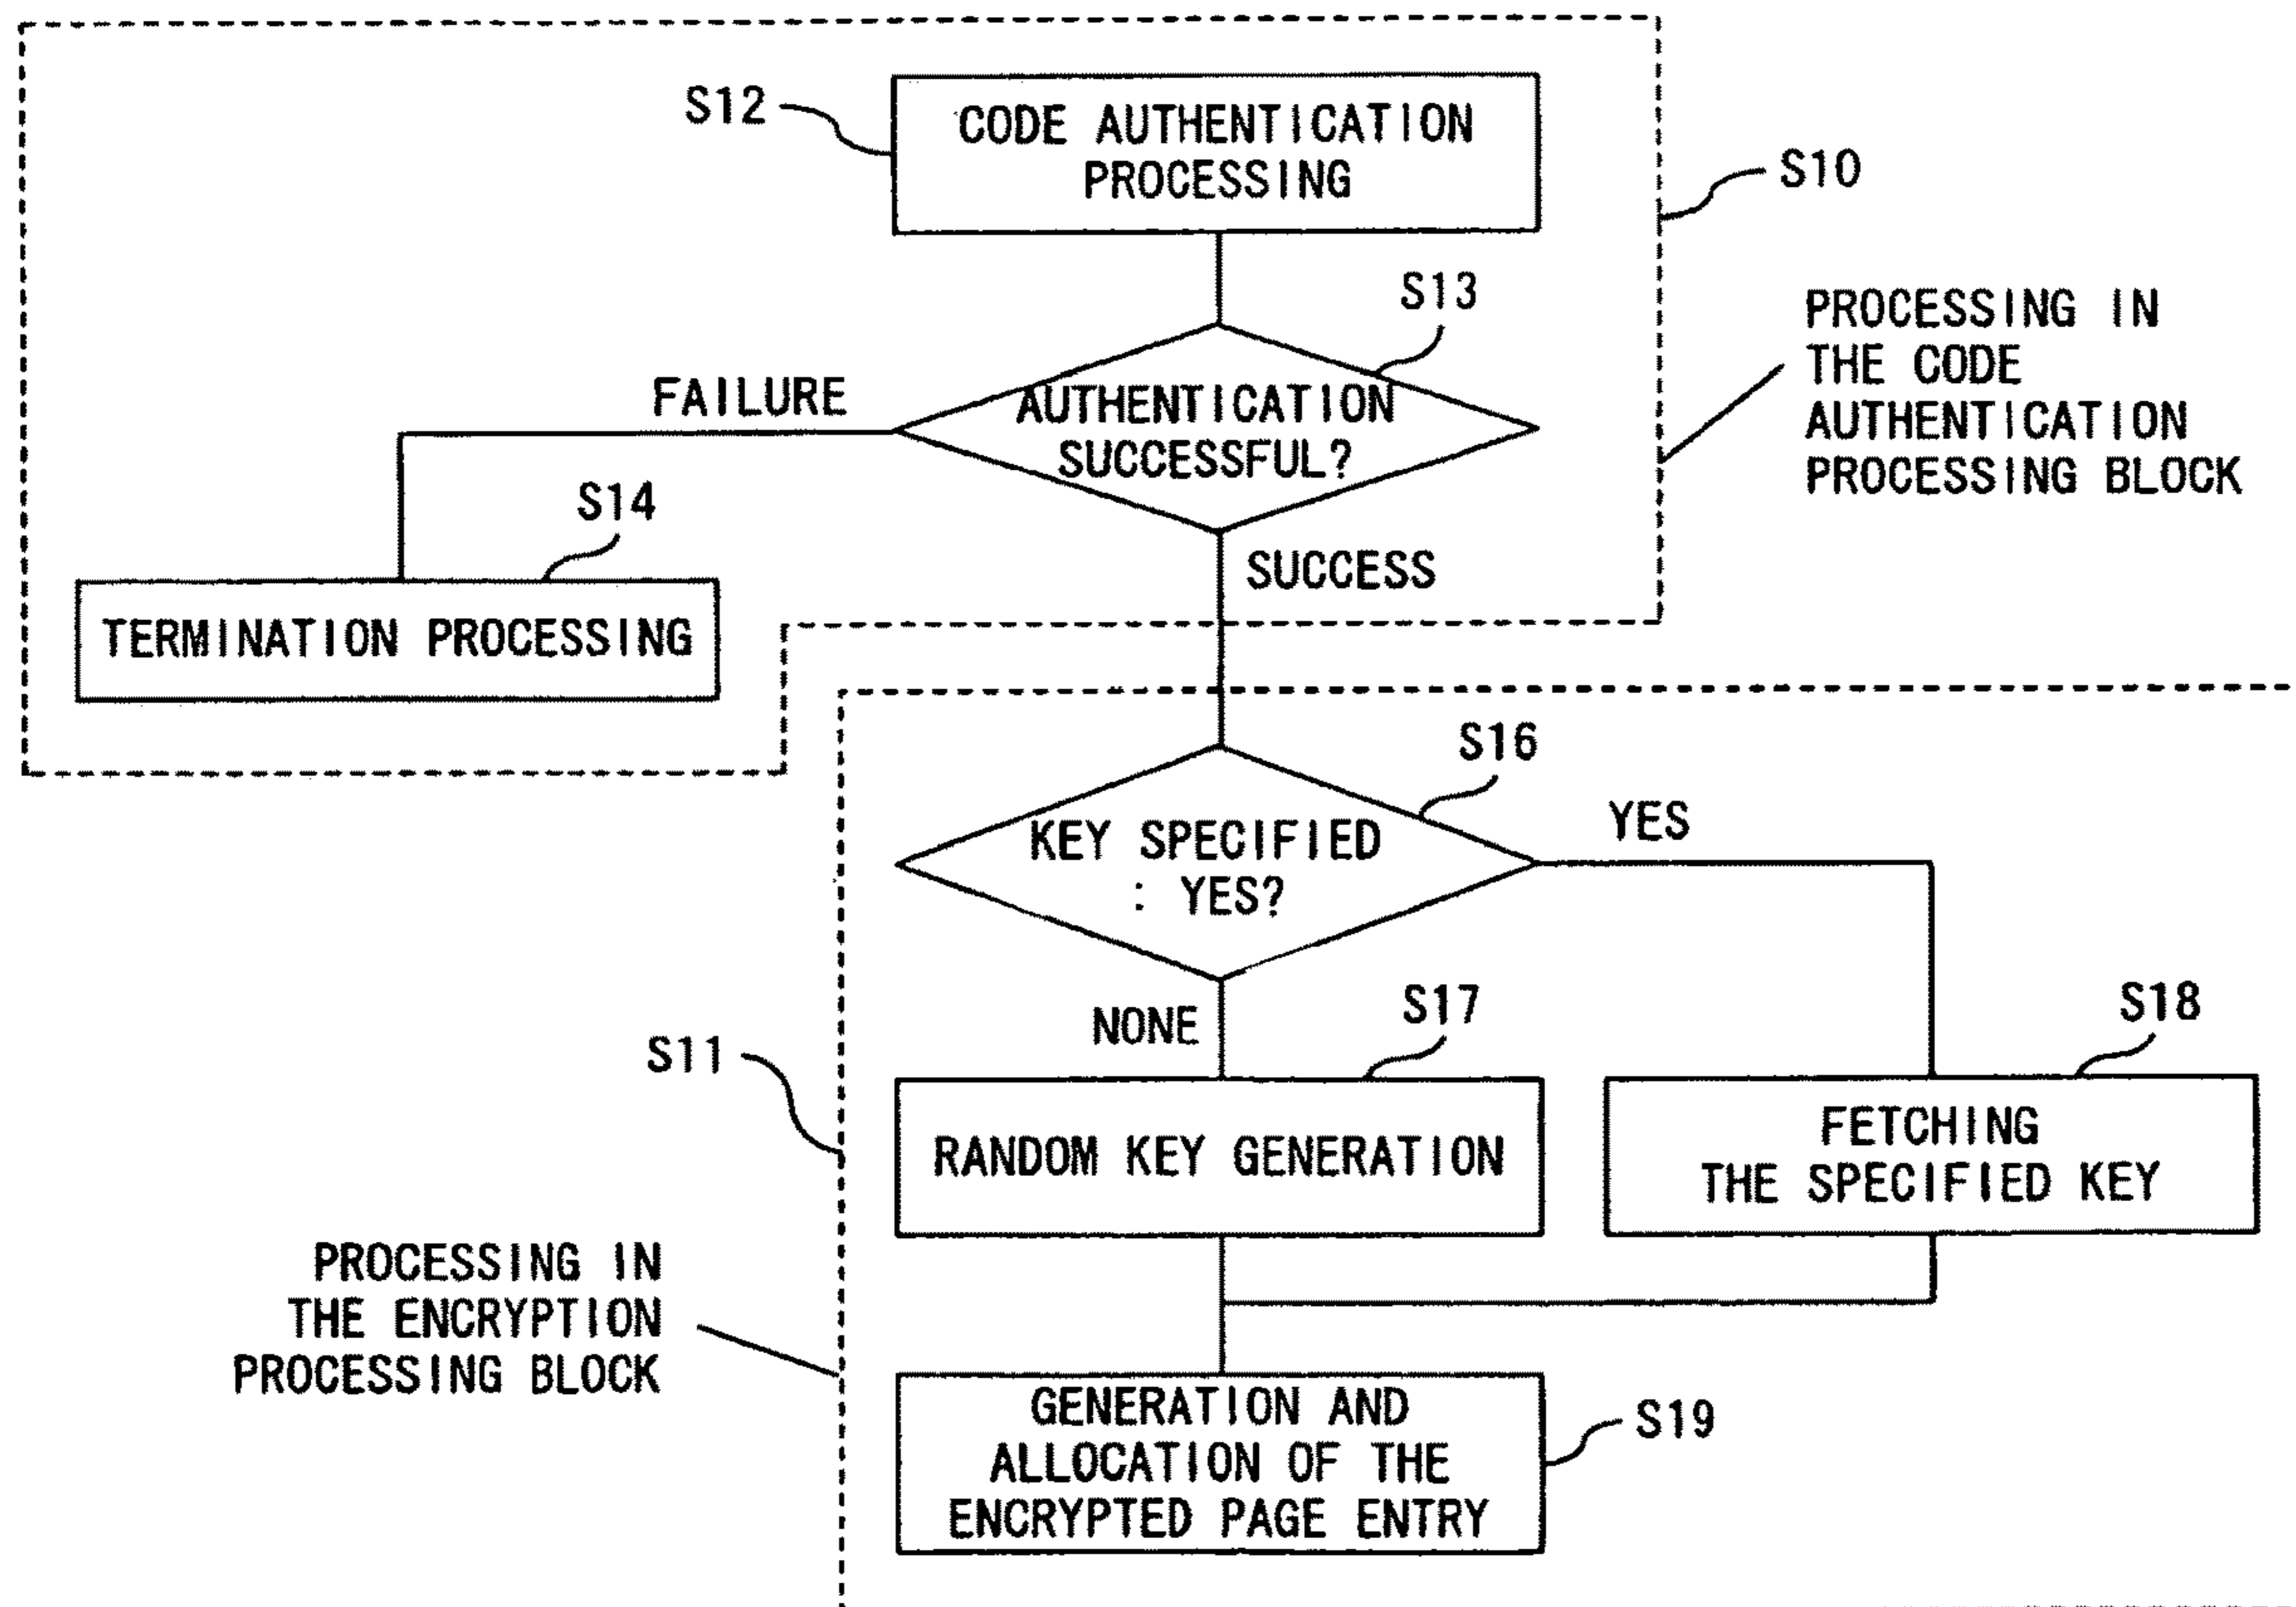 S12
CODE AUTHENTICATION
PROCESSING
S10
S13
PROCESSING IN
THE CODE
AUTHENTICATION
PROCESSING BLOCK
FAILURE
AUTHENTICATION
SUCCESSFUL?
S14
SUCCESS
TERMINATION PROCESSING
S16
YES
KEY SPECIFIED
: YES?
NONE
S17
S18
S11
RANDOM KEY GENERATION
FETCHING
THE SPECIFIED KEY
PROCESSING IN
THE ENCRYPTION
PROCESSING BLOCK
GENERATION AND
ALLOCATION OF THE
ENCRYPTED PAGE ENTRY
S19